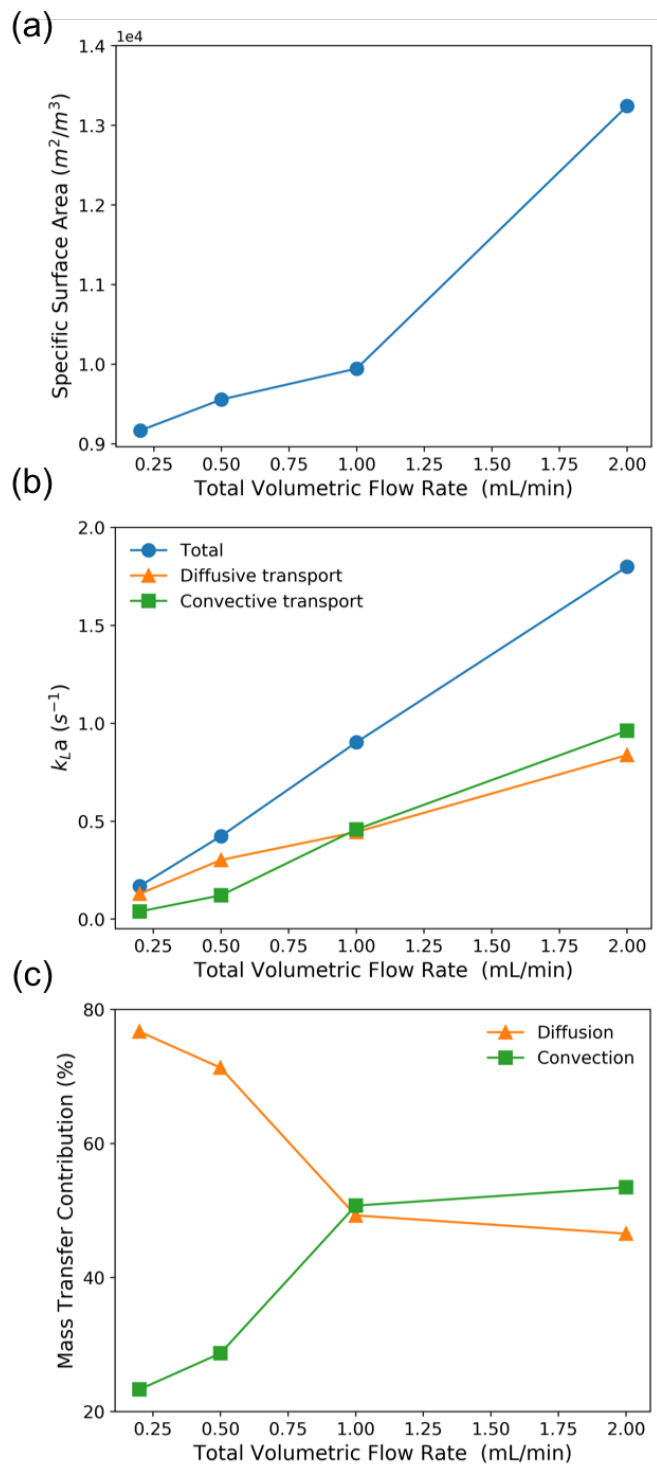 (a)
1e4
1.4
1.3
1.2
1.1
1.0
0.9
Specific Surface Area (m²/m³)
0.25 0.50 0.75 1.00 1.25 1.50 1.75 2.00
Total Volumetric Flow Rate (mL/min)
(b)
2.0
1.5
1.0
0.5
0.0
k_La (s⁻¹)
Total
Diffusive transport
Convective transport
0.25 0.50 0.75 1.00 1.25 1.50 1.75 2.00
Total Volumetric Flow Rate (mL/min)
(c)
80
60
40
20
Mass Transfer Contribution (%)
Diffusion
Convection
0.25 0.50 0.75 1.00 1.25 1.50 1.75 2.00
Total Volumetric Flow Rate (mL/min)